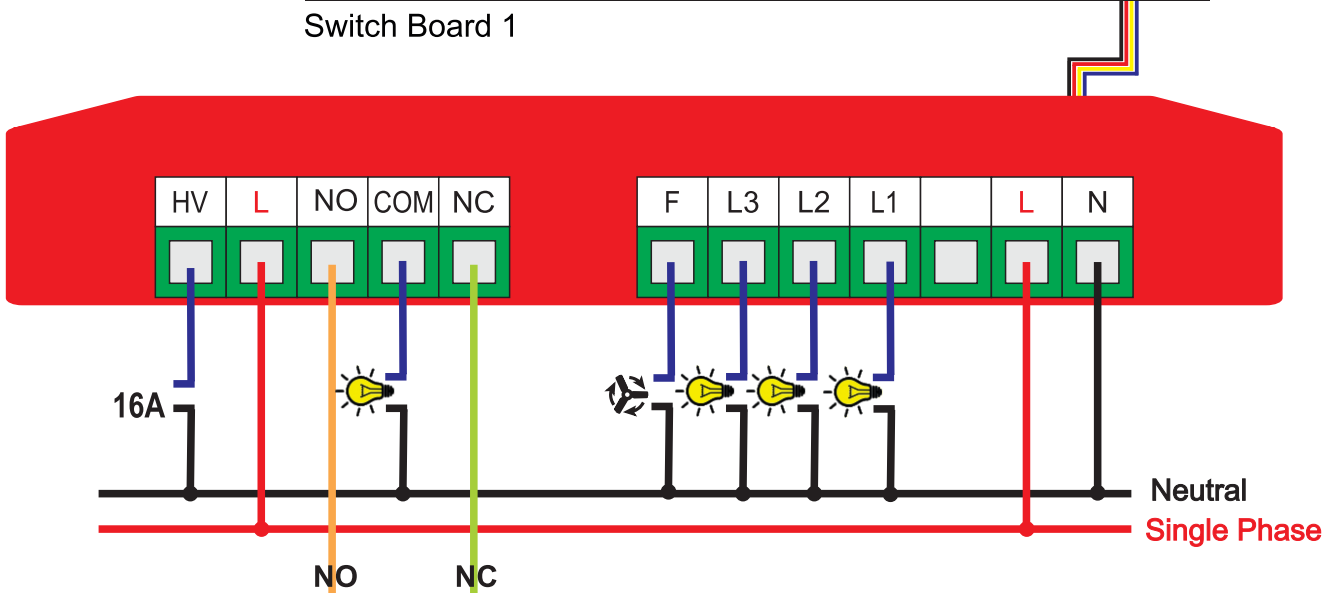 Switch Board 1
HV L NO COM NC F L3 L2 L1 L N
16A
Neutral
Single Phase
NO NC